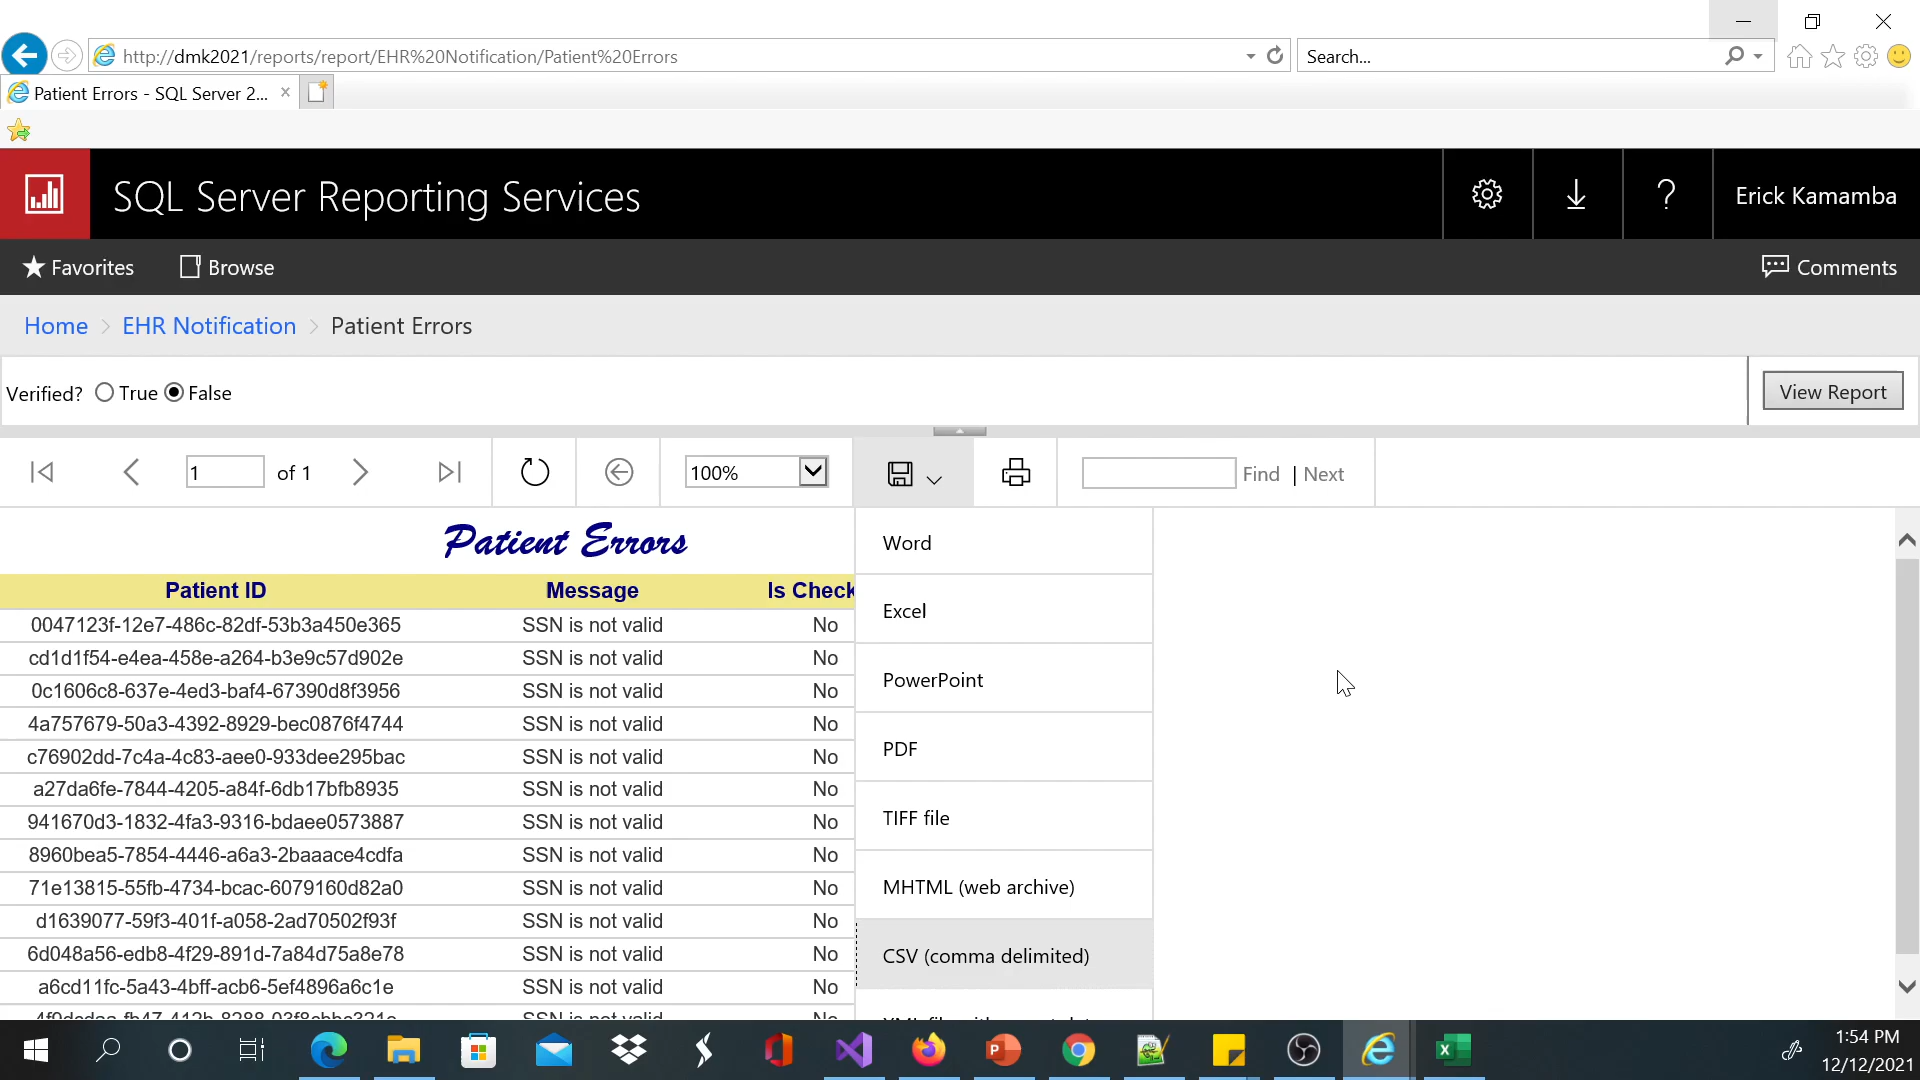 http://dmk2021/reports/report/EHR%20Notification/Patient%20Errors
Search...
Patient Errors - SQL Server 2...
SQL Server Reporting Services
Erick Kamamba
Favorites
Browse
Comments
Home > EHR Notification > Patient Errors
Verified? True False
View Report
1 of 1
100%
Find | Next
Patient Errors
Patient ID Message Is Check
0047123f-12e7-486c-82df-53b3a450e365 SSN is not valid No
cd1d1f54-e4ea-458e-a264-b3e9c57d902e SSN is not valid No
0c1606c8-637e-4ed3-baf4-67390d8f3956 SSN is not valid No
4a757679-50a3-4392-8929-bec0876f4744 SSN is not valid No
c76902dd-7c4a-4c83-aee0-933dee295bac SSN is not valid No
a27da6fe-7844-4205-a84f-6db17bfb8935 SSN is not valid No
941670d3-1832-4fa3-9316-bdaee0573887 SSN is not valid No
8960bea5-7854-4446-a6a3-2baaace4cdfa SSN is not valid No
71e13815-55fb-4734-bcac-6079160d82a0 SSN is not valid No
d1639077-59f3-401f-a058-2ad70502f93f SSN is not valid No
6d048a56-edb8-4f29-891d-7a84d75a8e78 SSN is not valid No
a6cd11fc-5a43-4bff-acb6-5ef4896a6c1e SSN is not valid No
SSN is not valid No
Word
Excel
PowerPoint
PDF
TIFF file
MHTML (web archive)
CSV (comma delimited)
1:54 PM
12/12/2021